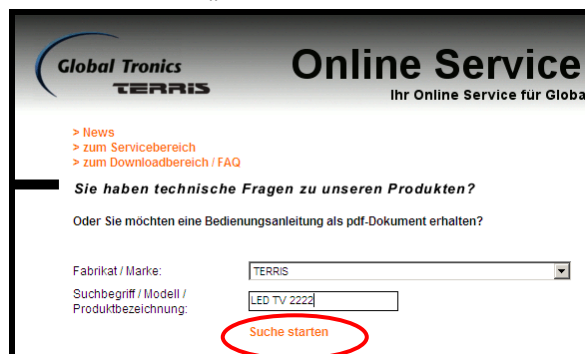 Global Tronics
TERRIS
Online Service
Ihr Online Service für Globa
> News
> zum Servicebereich
> zum Downloadbereich / FAQ
Sie haben technische Fragen zu unseren Produkten?
Oder Sie möchten eine Bedienungsanleitung als pdf-Dokument erhalten?
Fabrikat / Marke: TERRIS
Suchbegriff / Modell /
Produktbezeichnung: LED TV 2222
Suche starten